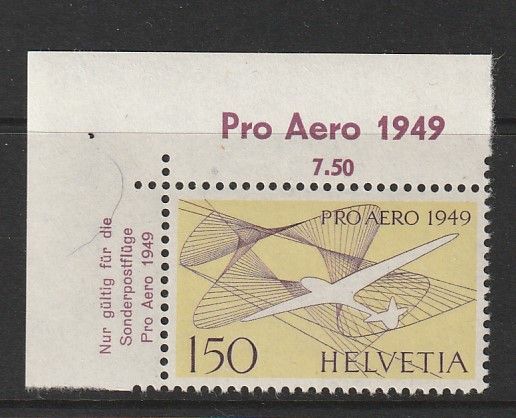 Pro Aero 1949
7.50
Nur gültig für die
Sonderpostflüge
Pro Aero 1949
PRO AERO 1949
150
HELVETIA